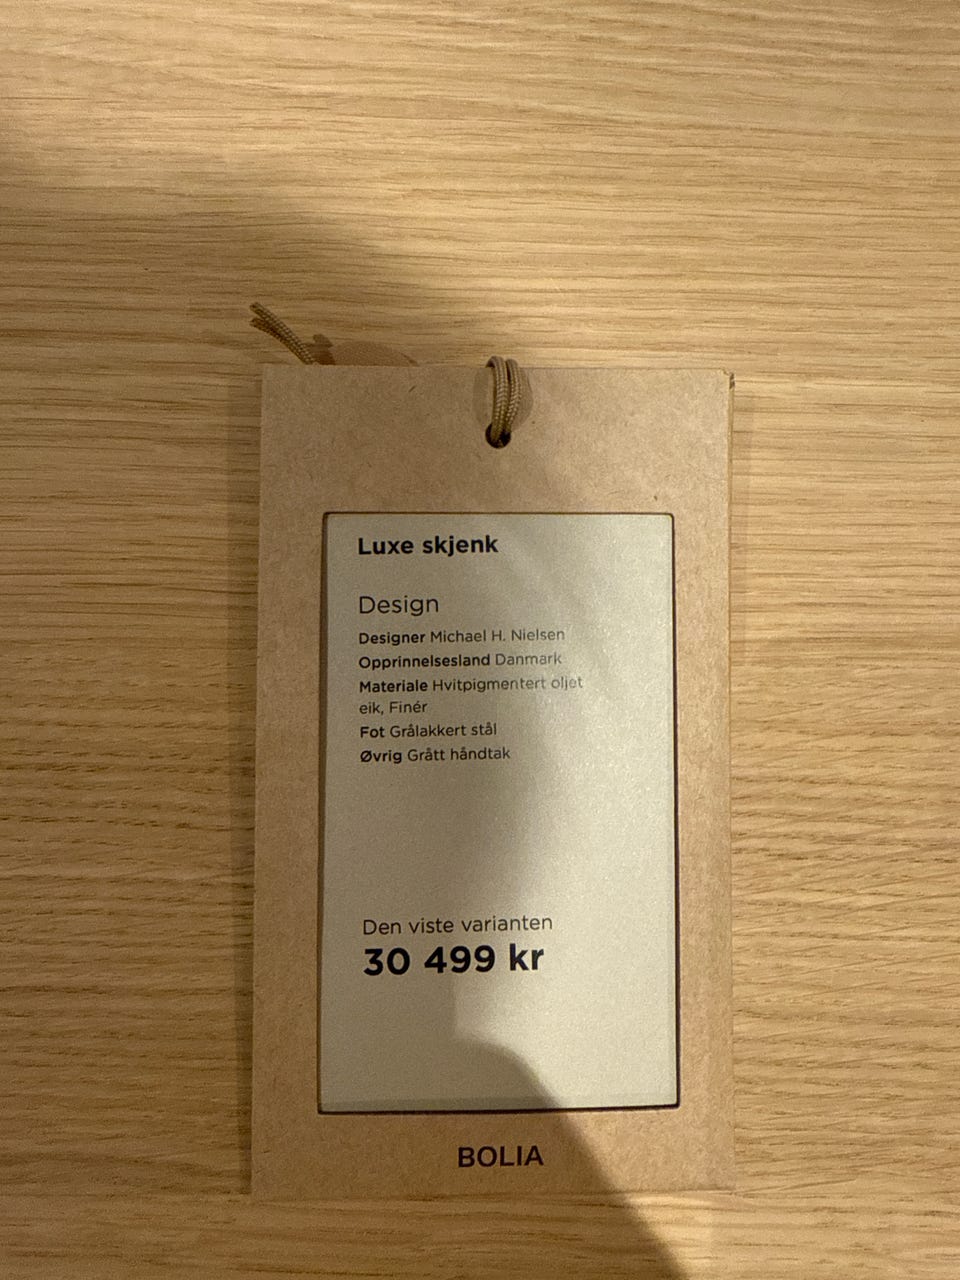 Luxe skjenk
Design
Designer Michael H. Nielsen
Opprinnelsesland Danmark
Materiale Hvitpigmentert oljet
eik, Finér
Fot Grålakkert stål
Øvrig Grått håndtak
Den viste varianten
30 499 kr
BOLIA